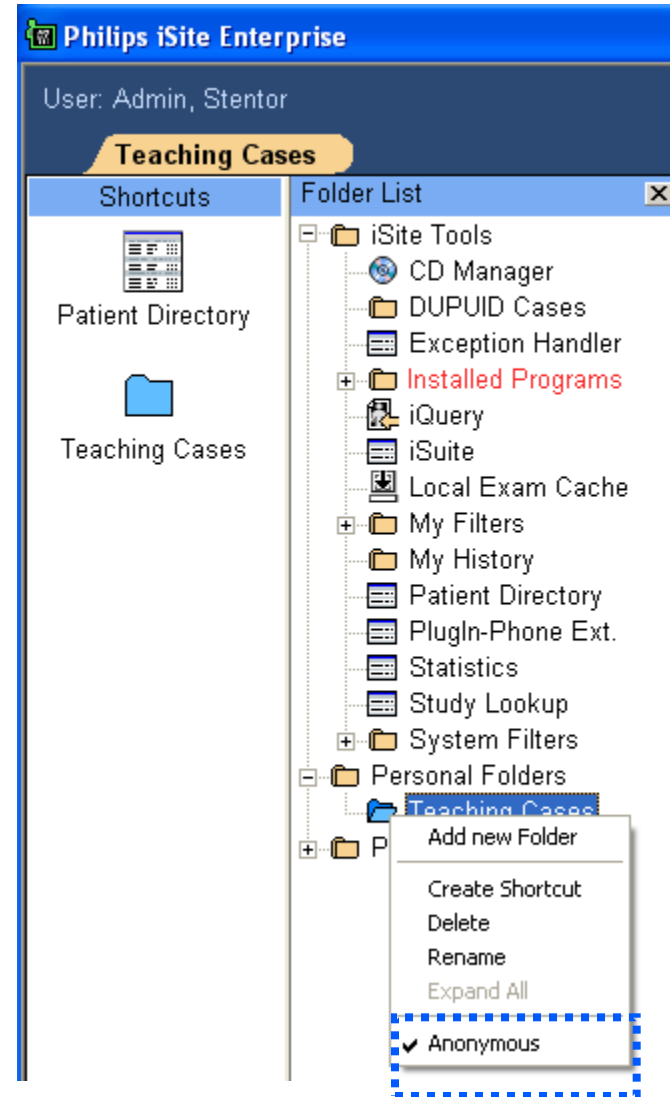 Philips iSite Enterprise
User: Admin, Stentor
Teaching Cases
Shortcuts
Patient Directory
Teaching Cases
Folder List
iSite Tools
CD Manager
DUPUID Cases
Exception Handler
Installed Programs
iQuery
iSuite
Local Exam Cache
My Filters
My History
Patient Directory
PlugIn-Phone Ext.
Statistics
Study Lookup
System Filters
Personal Folders
Teaching Cases
P
Add new Folder
Create Shortcut
Delete
Rename
Expand All
Anonymous